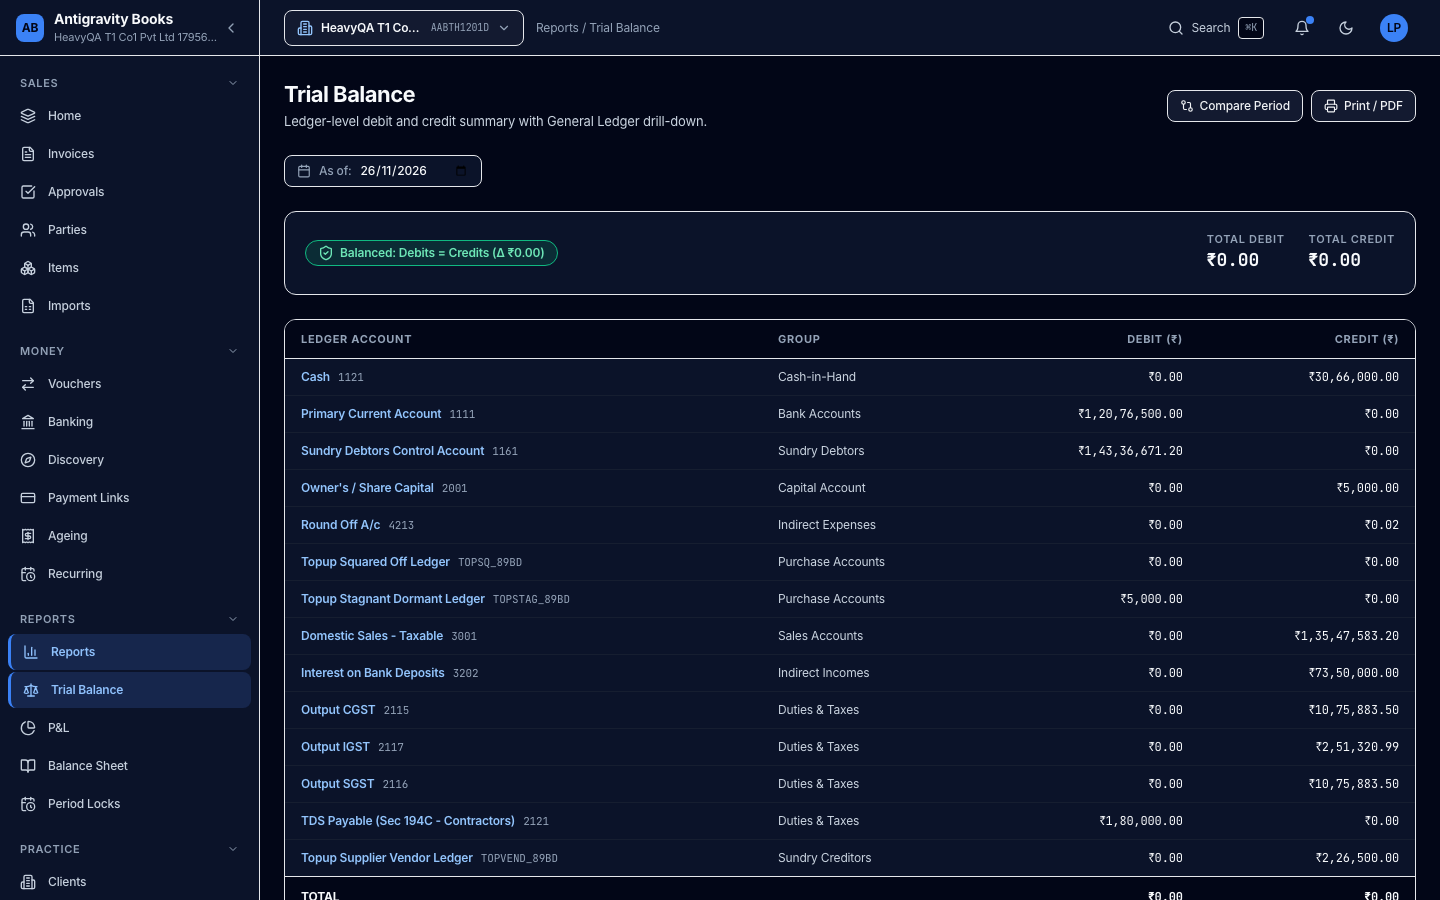 AB
Antigravity Books
HeavyQA T1 Co1 Pvt Ltd 17956...
HeavyQA T1 Co... AABTH1201D
Reports / Trial Balance
Search ⌘K
LP
SALES
Home
Invoices
Approvals
Parties
Items
Imports
MONEY
Vouchers
Banking
Discovery
Payment Links
Ageing
Recurring
REPORTS
Reports
Trial Balance
P&L
Balance Sheet
Period Locks
PRACTICE
Clients
Trial Balance
Ledger-level debit and credit summary with General Ledger drill-down.
Compare Period
Print / PDF
As of: 26/11/2026
Balanced: Debits = Credits (Δ ₹0.00)
TOTAL DEBIT
₹0.00
TOTAL CREDIT
₹0.00
LEDGER ACCOUNT GROUP DEBIT (₹) CREDIT (₹)
Cash 1121 Cash-in-Hand ₹0.00 ₹30,66,000.00
Primary Current Account 1111 Bank Accounts ₹1,20,76,500.00 ₹0.00
Sundry Debtors Control Account 1161 Sundry Debtors ₹1,43,36,671.20 ₹0.00
Owner's / Share Capital 2001 Capital Account ₹0.00 ₹5,000.00
Round Off A/c 4213 Indirect Expenses ₹0.00 ₹0.02
Topup Squared Off Ledger TOPSQ_89BD Purchase Accounts ₹0.00 ₹0.00
Topup Stagnant Dormant Ledger TOPSTAG_89BD Purchase Accounts ₹5,000.00 ₹0.00
Domestic Sales - Taxable 3001 Sales Accounts ₹0.00 ₹1,35,47,583.20
Interest on Bank Deposits 3202 Indirect Incomes ₹0.00 ₹73,50,000.00
Output CGST 2115 Duties & Taxes ₹0.00 ₹10,75,883.50
Output IGST 2117 Duties & Taxes ₹0.00 ₹2,51,320.99
Output SGST 2116 Duties & Taxes ₹0.00 ₹10,75,883.50
TDS Payable (Sec 194C - Contractors) 2121 Duties & Taxes ₹1,80,000.00 ₹0.00
Topup Supplier Vendor Ledger TOPVEND_89BD Sundry Creditors ₹0.00 ₹2,26,500.00
TOTAL ₹0.00 ₹0.00